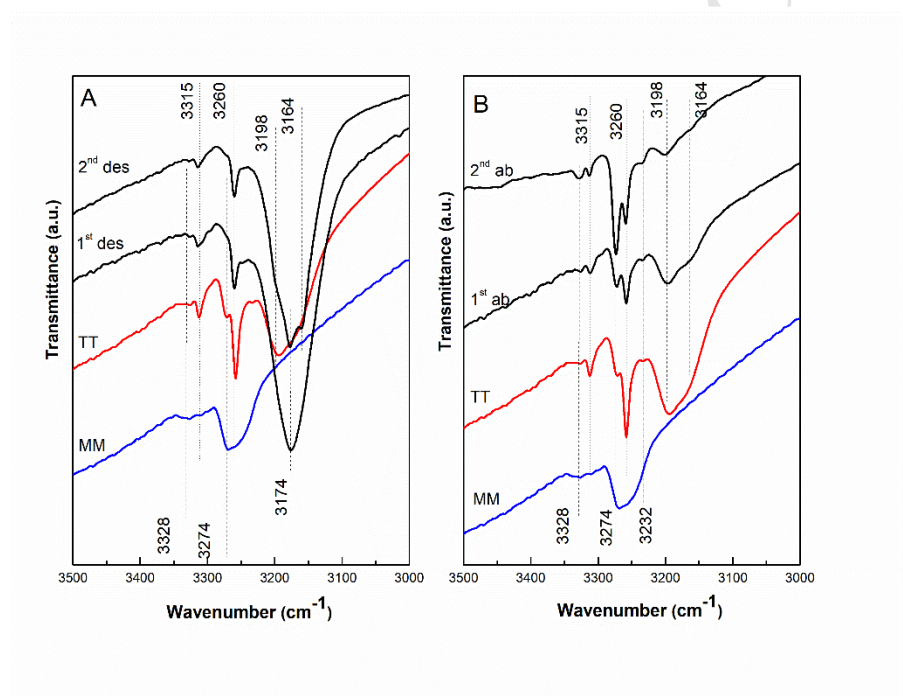 A
3315
3260
3198
3164
2nd des
1st des
TT
MM
3328
3274
3174
Transmittance (a.u.)
3500
3400
3300
3200
3100
3000
Wavenumber (cm-1)
B
3315
3260
3198
3164
2nd ab
1st ab
TT
MM
3328
3274
3232
Transmittance (a.u.)
3500
3400
3300
3200
3100
3000
Wavenumber (cm-1)